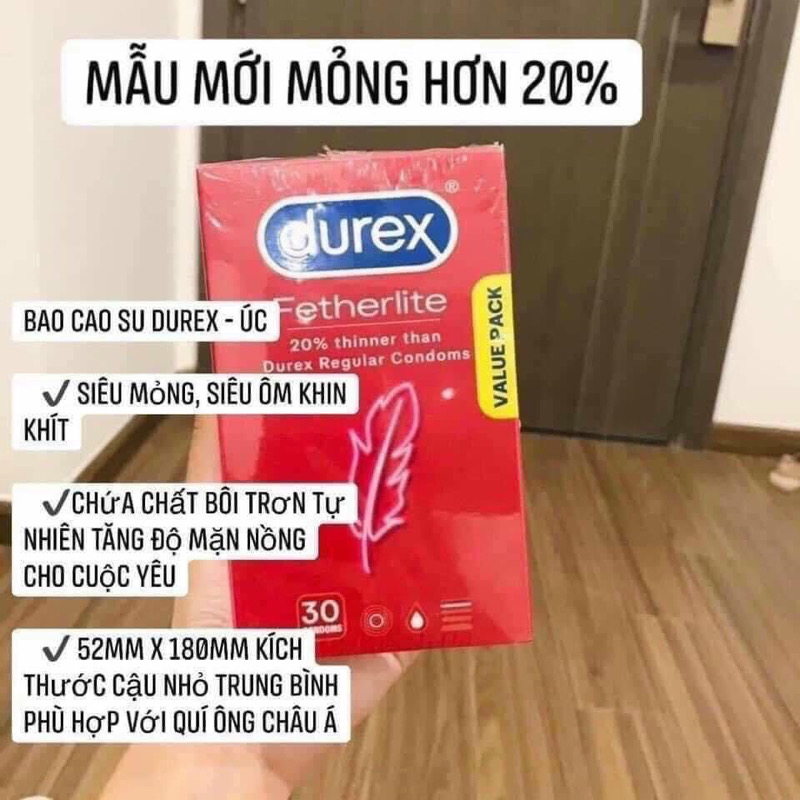 MẪU MỚI MỎNG HƠN 20%
durex
®
Fetherlite
20% thinner than
Durex Regular Condoms
VALUE PACK
BAO CAO SU DUREX - ÚC
✓ SIÊU MỎNG, SIÊU ÔM KHIN
KHÍT
✓CHỨA CHẤT BÔI TRƠN TỰ
NHIÊN TĂNG ĐỘ MẶN NỒNG
CHO CUỘC YÊU
30
✓ 52MM X 180MM KÍCH
THƯỚC CẬU NHỎ TRUNG BÌNH
PHÙ HỢP VỚI QUÍ ÔNG CHÂU Á